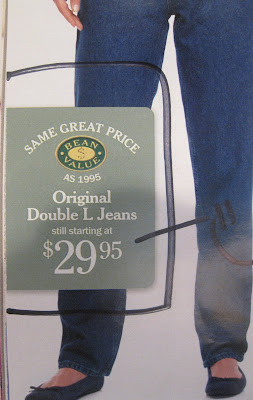 SAME GREAT PRICE
BEAN
$
VALUE
AS 1995
Original
Double L Jeans
still starting at
$29.95